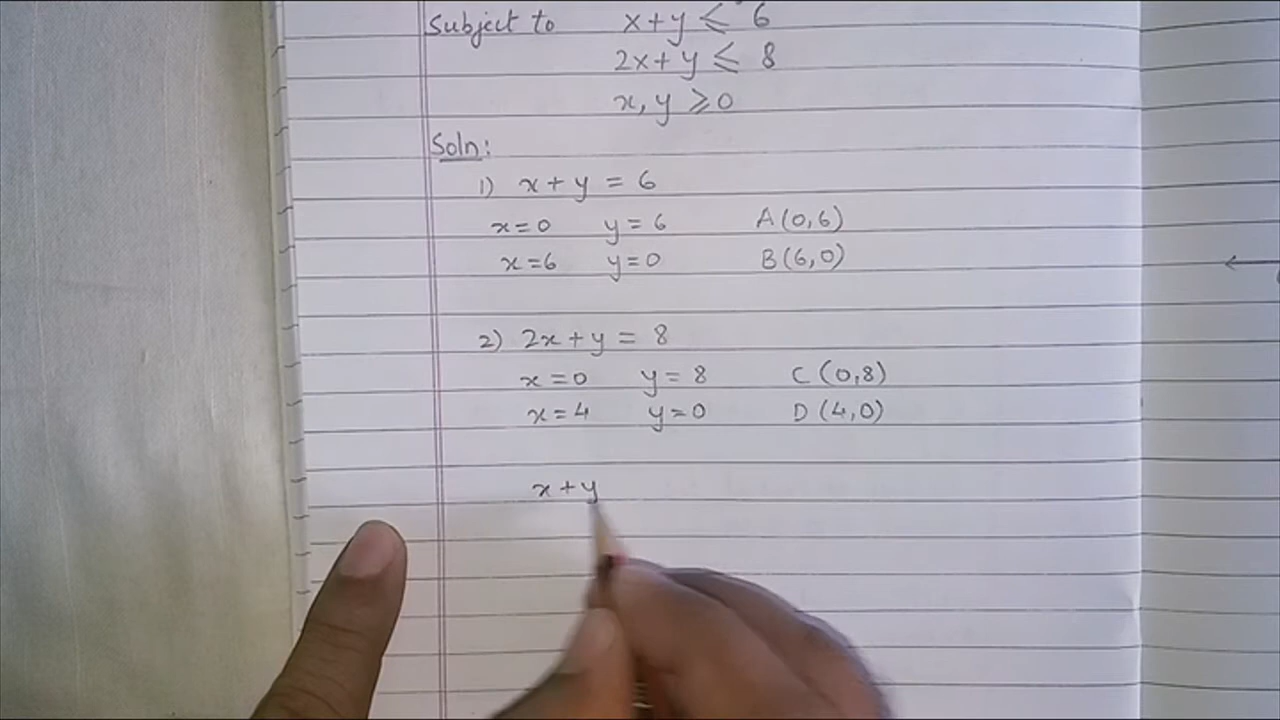 Subject to x+y ≤ 6
2x+y ≤ 8
x, y ≥ 0
Soln:
1) x + y = 6
x=0 y = 6 A(0,6)
x=6 y=0 B(6,0)
2) 2x+y = 8
x=0 y=8 C(0,8)
x=4 y=0 D(4,0)
x+y